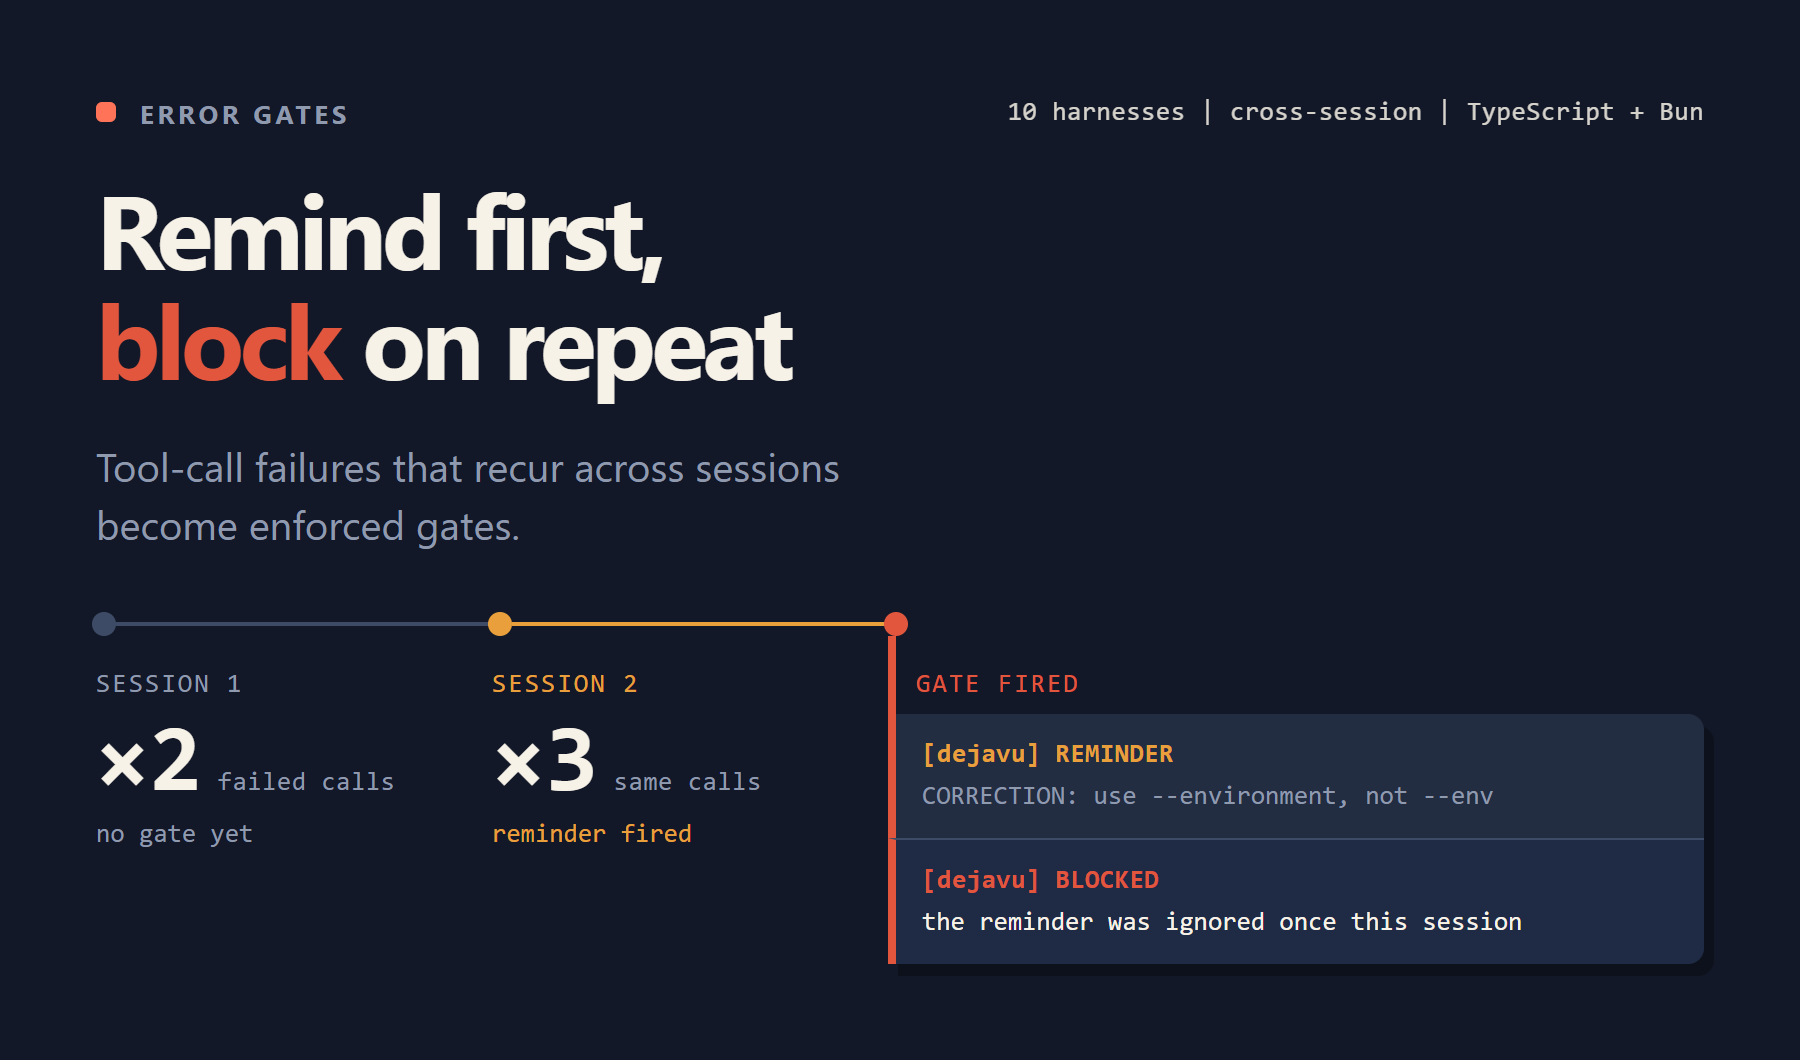 ERROR GATES
10 harnesses | cross-session | TypeScript + Bun
Remind first,
block on repeat
Tool-call failures that recur across sessions
become enforced gates.
SESSION 1
×2 failed calls
no gate yet
SESSION 2
×3 same calls
reminder fired
GATE FIRED
[dejavu] REMINDER
CORRECTION: use --environment, not --env
[dejavu] BLOCKED
the reminder was ignored once this session